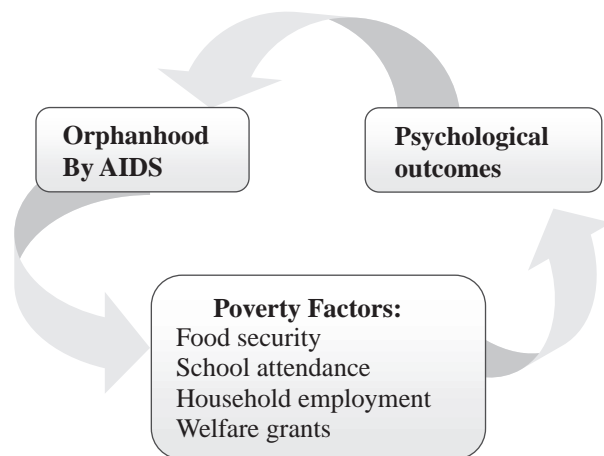 Orphanhood
By AIDS
Psychological
outcomes
Poverty Factors:
Food security
School attendance
Household employment
Welfare grants